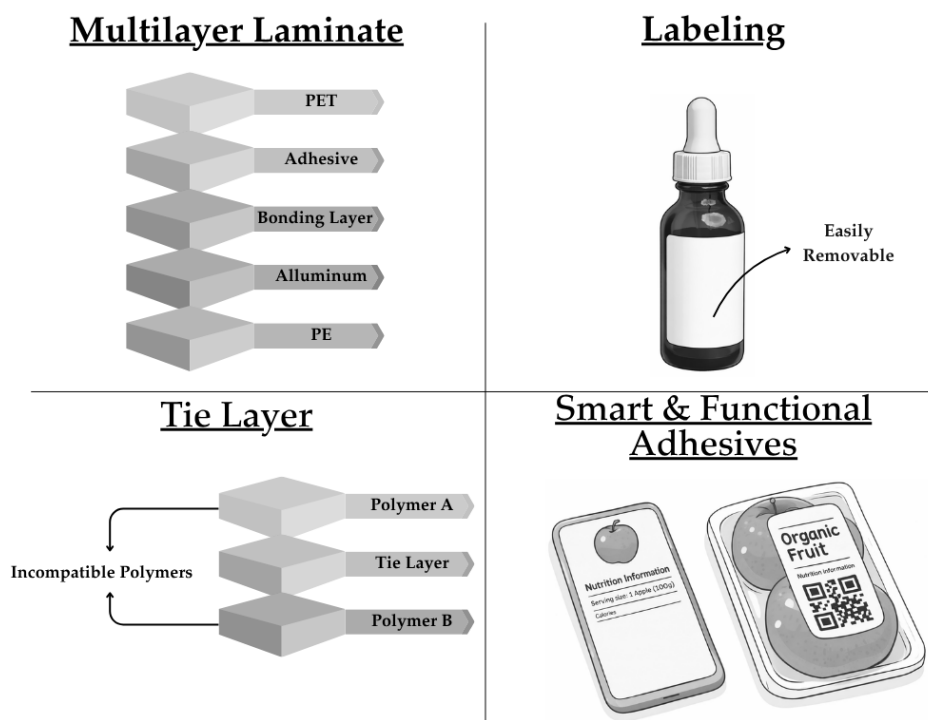 Multilayer Laminate
PET
Adhesive
Bonding Layer
Alluminum
PE
Labeling
Easily
Removable
Tie Layer
Polymer A
Tie Layer
Polymer B
Incompatible Polymers
Smart & Functional
Adhesives
Nutrition Information
Serving size: 1 Apple (100g)
Calories
Organic
Fruit
Nutrition information